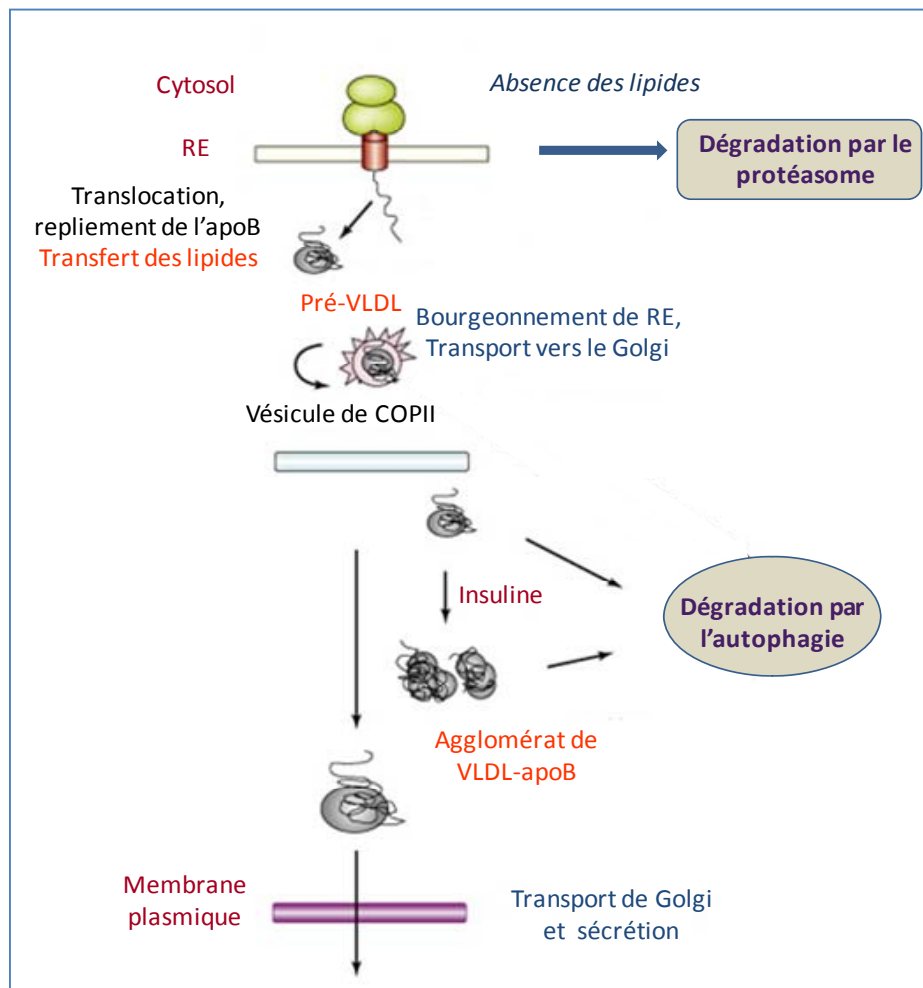 Cytosol
Absence des lipides
RE
Dégradation par le
protéasome
Translocation,
repliement de l’apoB
Transfert des lipides
Pré-VLDL
Bourgeonnement de RE,
Transport vers le Golgi
Vésicule de COPII
Insuline
Dégradation par
l’autophagie
Agglomérat de
VLDL-apoB
Membrane
plasmique
Transport de Golgi
et sécrétion